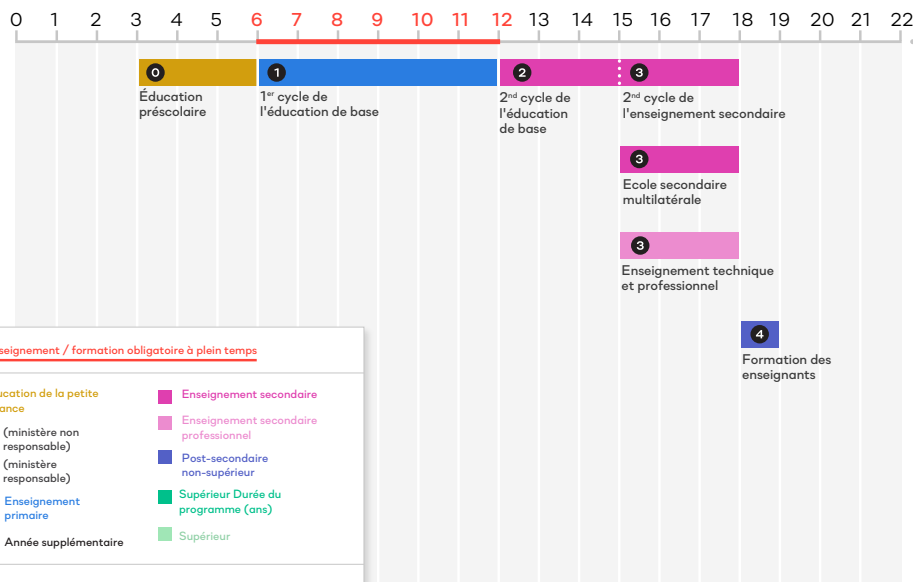 0 1 2 3 4 5 6 7 8 9 10 11 12 13 14 15 16 17 18 19 20 21 22
0
Éducation
préscolaire
1
1er cycle de
l'éducation de base
2
2nd cycle de
l'éducation
de base
3
2nd cycle de
l'enseignement secondaire
3
Ecole secondaire
multilatérale
3
Enseignement technique
et professionnel
4
Formation des
enseignants
seignement / formation obligatoire à plein temps
ucation de la petite
ance
(ministère non
responsable)
(ministère
responsable)
Enseignement
primaire
Année supplémentaire
Enseignement secondaire
Enseignement secondaire
professionnel
Post-secondaire
non-supérieur
Supérieur Durée du
programme (ans)
Supérieur